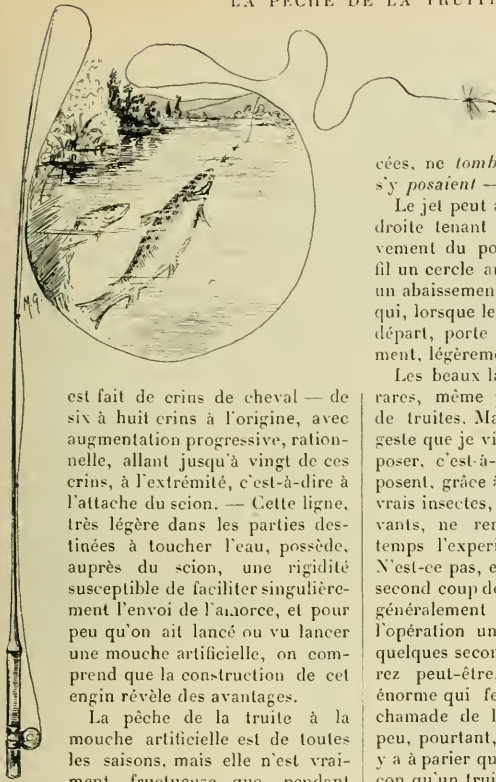 LA PÊCHE DE LA TRUITE
M.G.
est fait de crins de cheval — de
six à huit crins à l'origine, avec
augmentation progressive, ration-
nelle, allant jusqu'à vingt de ces
crins, à l'extrémité, c'est-à-dire à
l'attache du scion. — Cette ligne,
très légère dans les parties des-
tinées à toucher l'eau, possède,
auprès du scion, une rigidité
susceptible de faciliter singulière-
ment l'envoi de l'amorce, et pour
peu qu'on ait lancé ou vu lancer
une mouche artificielle, on com-
prend que la construction de cet
engin révèle des avantages.
La pêche de la truite à la
mouche artificielle est de toutes
les saisons, mais elle n'est vrai-
ment fructueuse que pendant
cées, ne tomb
s'y posaient —
Le jet peut
droite tenant
vement du po
fil un cercle au
un abaissemen
qui, lorsque le
départ, porte
ment, légèreme
Les beaux la
rares, même
de truites. Ma
geste que je vi
poser, c'est-à-
posent, grâce à
vrais insectes,
vants, ne ren
temps l'experi
N'est-ce pas, e
second coup de
généralement
l'opération un
quelques secon
rez peut-être
énorme qui fe
chamade de l
peu, pourtant,
y a à parier qu
çon qu'un trui